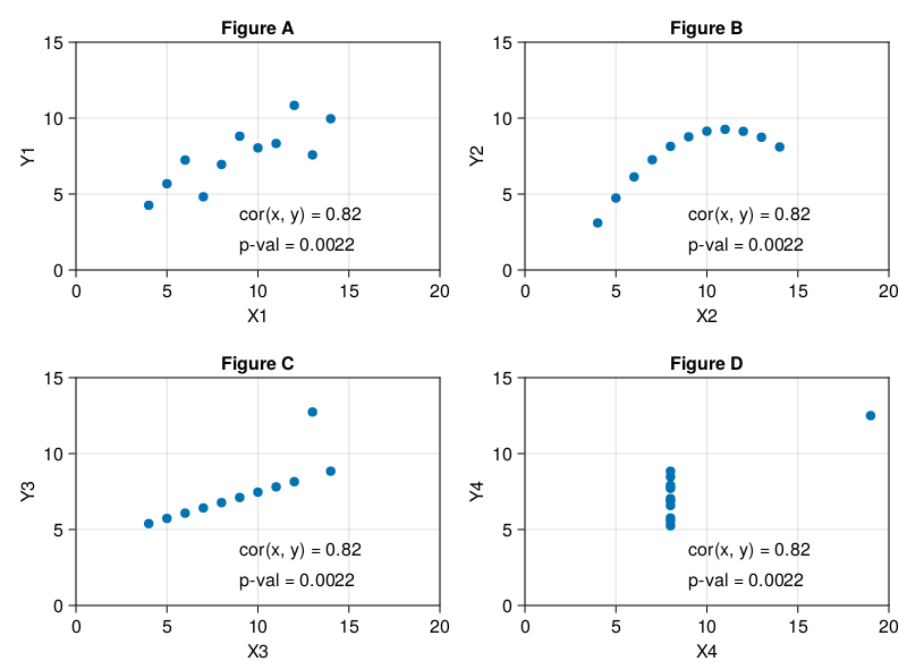 Figure A
15
10
5
0
Y1
cor(x, y) = 0.82
p-val = 0.0022
0 5 10 15 20
X1
Figure B
15
10
5
0
Y2
cor(x, y) = 0.82
p-val = 0.0022
0 5 10 15 20
X2
Figure C
15
10
5
0
Y3
cor(x, y) = 0.82
p-val = 0.0022
0 5 10 15 20
X3
Figure D
15
10
5
0
Y4
cor(x, y) = 0.82
p-val = 0.0022
0 5 10 15 20
X4